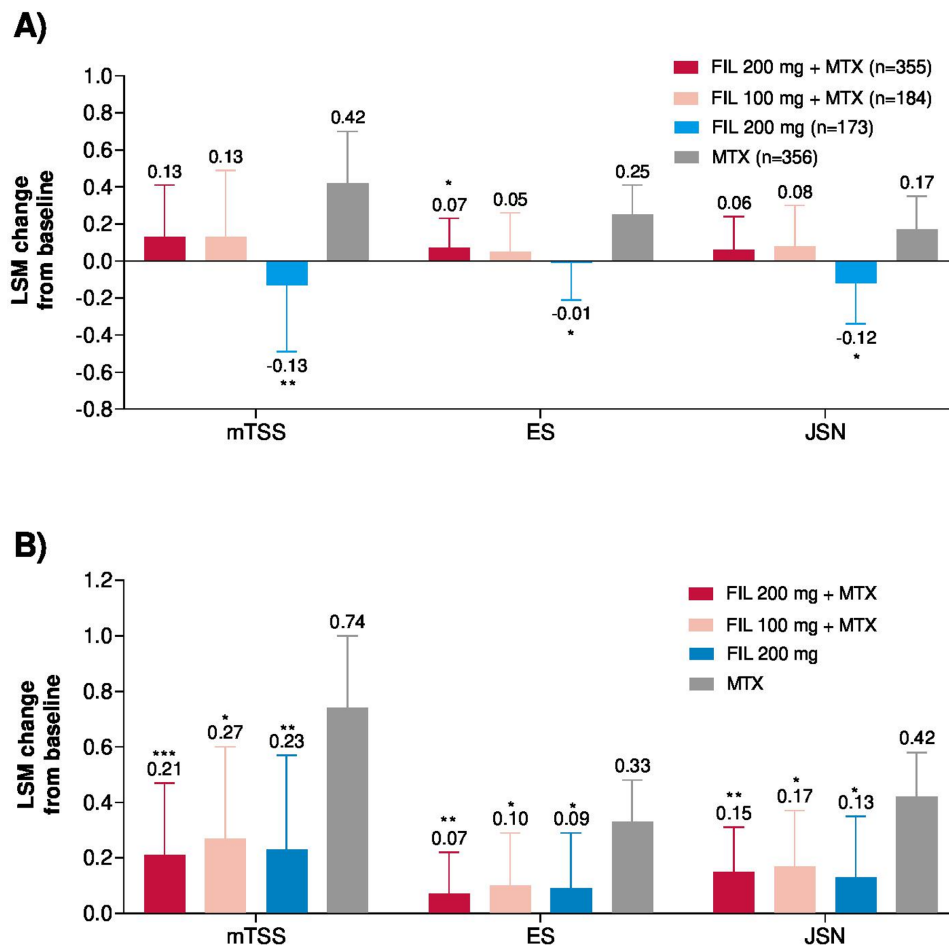 A)
FIL 200 mg + MTX (n=355)
FIL 100 mg + MTX (n=184)
FIL 200 mg (n=173)
MTX (n=356)
LSM change
from baseline
1.0
0.8
0.6
0.4
0.2
0.0
-0.2
-0.4
-0.6
-0.8
0.13
0.13
-0.13
**
0.42
*
0.07
0.05
-0.01
*
0.25
0.06
0.08
-0.12
*
0.17
mTSS
ES
JSN
B)
FIL 200 mg + MTX
FIL 100 mg + MTX
FIL 200 mg
MTX
LSM change
from baseline
1.2
1.0
0.8
0.6
0.4
0.2
0.0
***
0.21
*
0.27
**
0.23
0.74
**
0.07
*
0.10
*
0.09
0.33
**
0.15
*
0.17
*
0.13
0.42
mTSS
ES
JSN